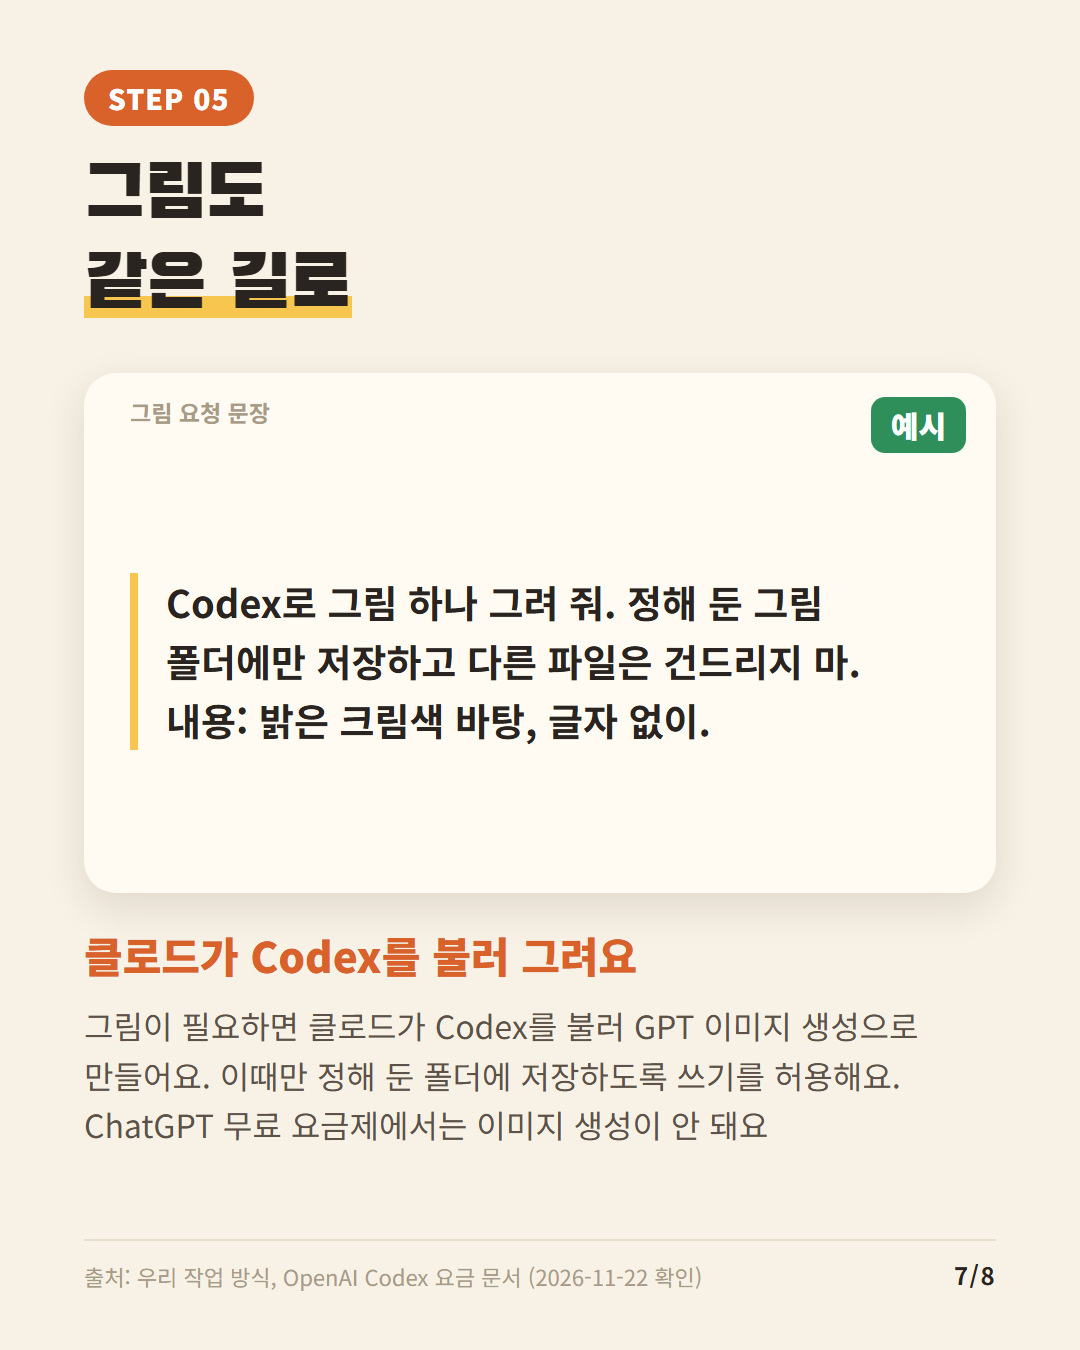 STEP 05
그림도
같은 길로
그림 요청 문장
예시
Codex로 그림 하나 그려 줘. 정해 둔 그림
폴더에만 저장하고 다른 파일은 건드리지 마.
내용: 밝은 크림색 바탕, 글자 없이.
클로드가 Codex를 불러 그려요
그림이 필요하면 클로드가 Codex를 불러 GPT 이미지 생성으로
만들어요. 이때만 정해 둔 폴더에 저장하도록 쓰기를 허용해요.
ChatGPT 무료 요금제에서는 이미지 생성이 안 돼요
출처: 우리 작업 방식, OpenAI Codex 요금 문서 (2026-11-22 확인)
7/8